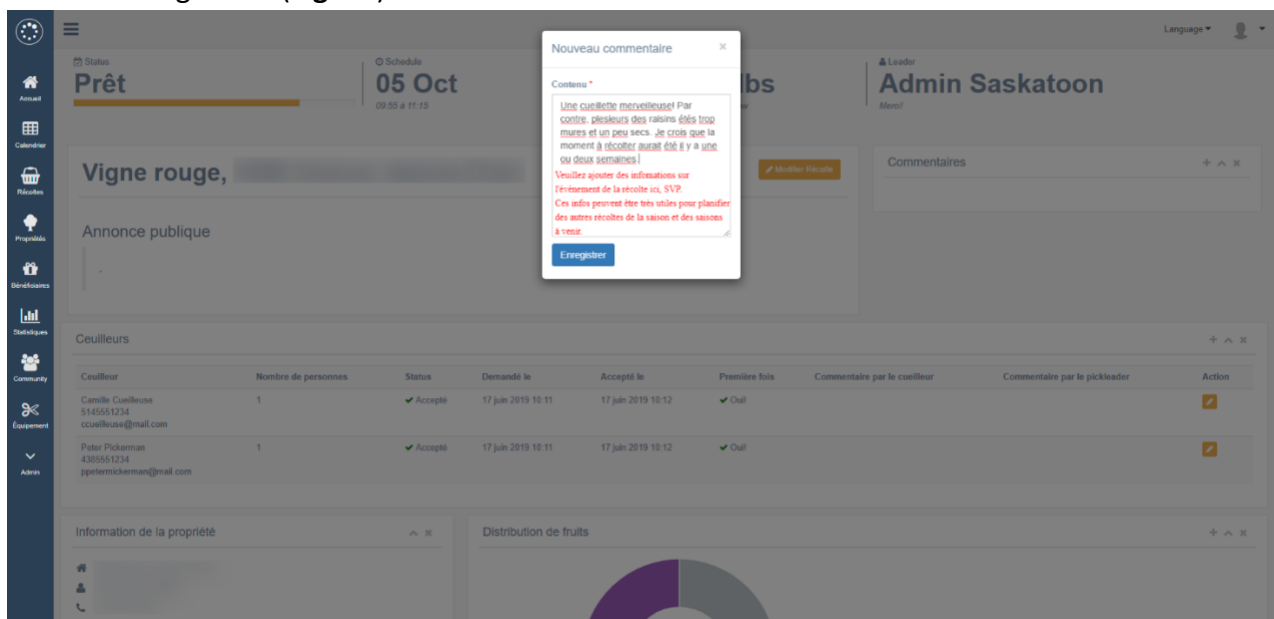 Language
Status
Prêt
Schedule
05 Oct
09:55 à 11:15
lbs
Leader
Admin Saskatoon
Merci!
Accueil
Calendrier
Récoltes
Propriétés
Bénéficiaires
Statistiques
Community
Équipement
Admin
Nouveau commentaire ×
Contenu *
Une cueillette merveilleuse! Par
contre, plesieurs des raisins étés trop
mures et un peu secs. Je crois que la
moment à récolter aurait été il y a une
ou deux semaines.
Veuillez ajouter des infomations sur
l'événement de la récolte ici, SVP.
Ces infos peuvent être très utiles pour planifier
des autres récoltes de la saison et des saisons
à venir.
Enregistrer
Vigne rouge,
Modifier Récolte
Commentaires
Annonce publique
.
Ceuilleurs
Ceuilleur Nombre de personnes Status Demandé le Accepté le Première fois Commentaire par le cueilleur Commentaire par le pickleader Action
Camille Cueilleuse 1 Accepté 17 juin 2019 10:11 17 juin 2019 10:12 Oui!
5145551234
ccueilleuse@mail.com
Peter Pickerman 1 Accepté 17 juin 2019 10:11 17 juin 2019 10:12 Oui!
4385551234
ppetermickerman@mail.com
Information de la propriété
Distribution de fruits